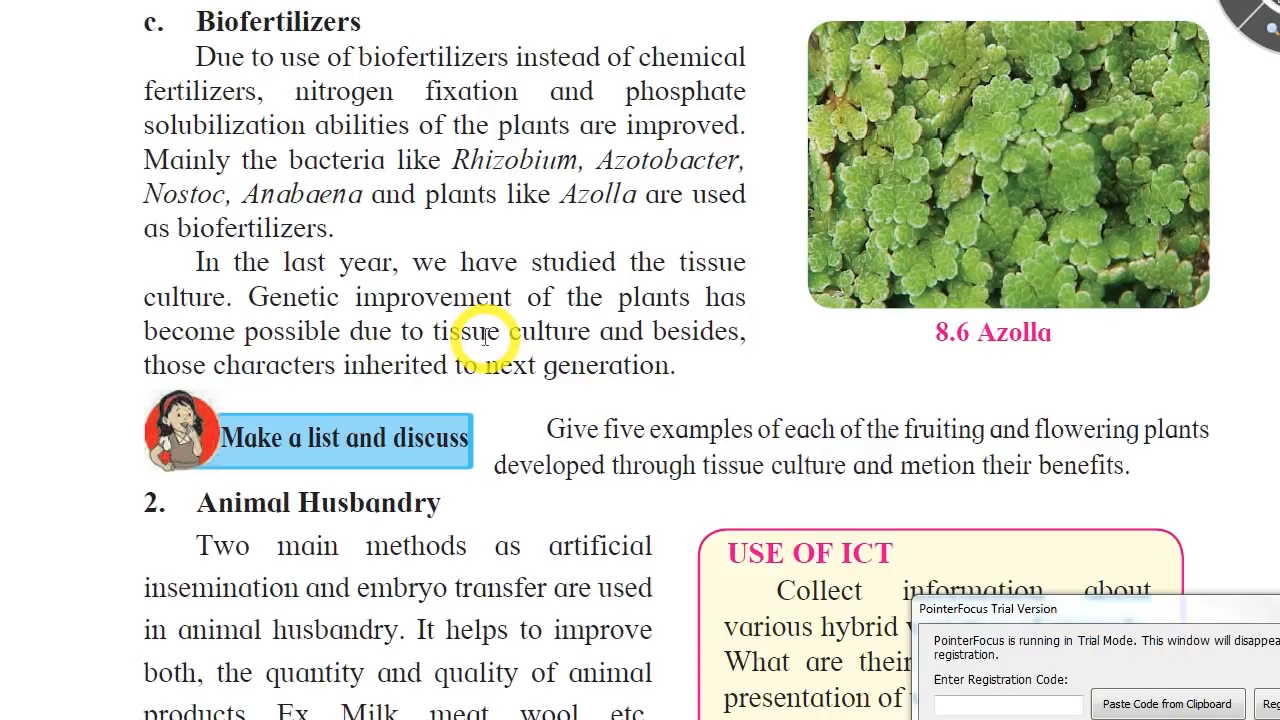 c. Biofertilizers
Due to use of biofertilizers instead of chemical
fertilizers, nitrogen fixation and phosphate
solubilization abilities of the plants are improved.
Mainly the bacteria like Rhizobium, Azotobacter,
Nostoc, Anabaena and plants like Azolla are used
as biofertilizers.
In the last year, we have studied the tissue
culture. Genetic improvement of the plants has
become possible due to tissue culture and besides,
those characters inherited to next generation.
8.6 Azolla
Make a list and discuss
Give five examples of each of the fruiting and flowering plants
developed through tissue culture and metion their benefits.
2. Animal Husbandry
Two main methods as artificial
insemination and embryo transfer are used
in animal husbandry. It helps to improve
both, the quantity and quality of animal
products. Ex. Milk, meat, wool, etc.
USE OF ICT
Collect information about
various hybrid
What are their
presentation of
PointerFocus Trial Version
PointerFocus is running in Trial Mode. This window will disappea
registration.
Enter Registration Code:
Paste Code from Clipboard
Reg